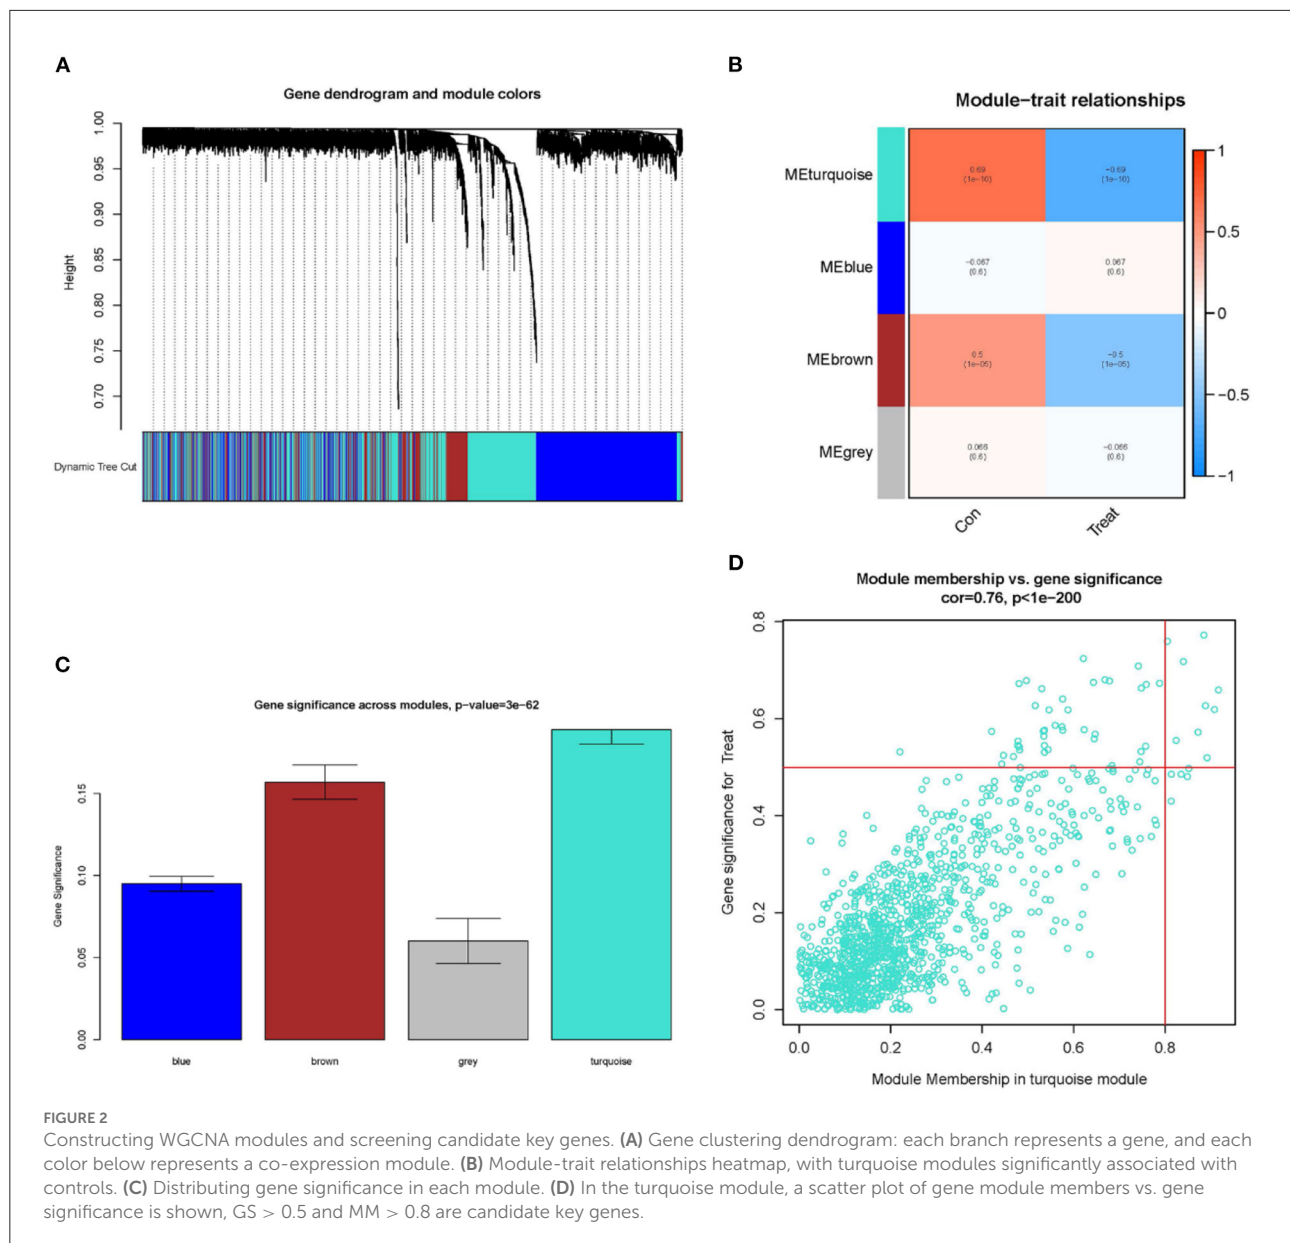 A
Gene dendrogram and module colors
Height
1.00
0.95
0.90
0.85
0.80
0.75
0.70
Dynamic Tree Cut
B
Module-trait relationships
MEturquoise
MEblue
MEbrown
MEgrey
0.69
(1e-10)
-0.69
(1e-10)
-0.067
(0.6)
0.067
(0.6)
0.5
(1e-05)
-0.5
(1e-05)
0.066
(0.6)
-0.066
(0.6)
Con
Treat
1
0.5
0
-0.5
-1
C
Gene significance across modules, p-value=3e-62
Gene Significance
0.15
0.10
0.05
0.00
blue
brown
grey
turquoise
D
Module membership vs. gene significance
cor=0.76, p<1e-200
Gene significance for Treat
0.8
0.6
0.4
0.2
0.0
0.0
0.2
0.4
0.6
0.8
Module Membership in turquoise module
FIGURE 2
Constructing WGCNA modules and screening candidate key genes. (A) Gene clustering dendrogram: each branch represents a gene, and each
color below represents a co-expression module. (B) Module-trait relationships heatmap, with turquoise modules significantly associated with
controls. (C) Distributing gene significance in each module. (D) In the turquoise module, a scatter plot of gene module members vs. gene
significance is shown, GS > 0.5 and MM > 0.8 are candidate key genes.